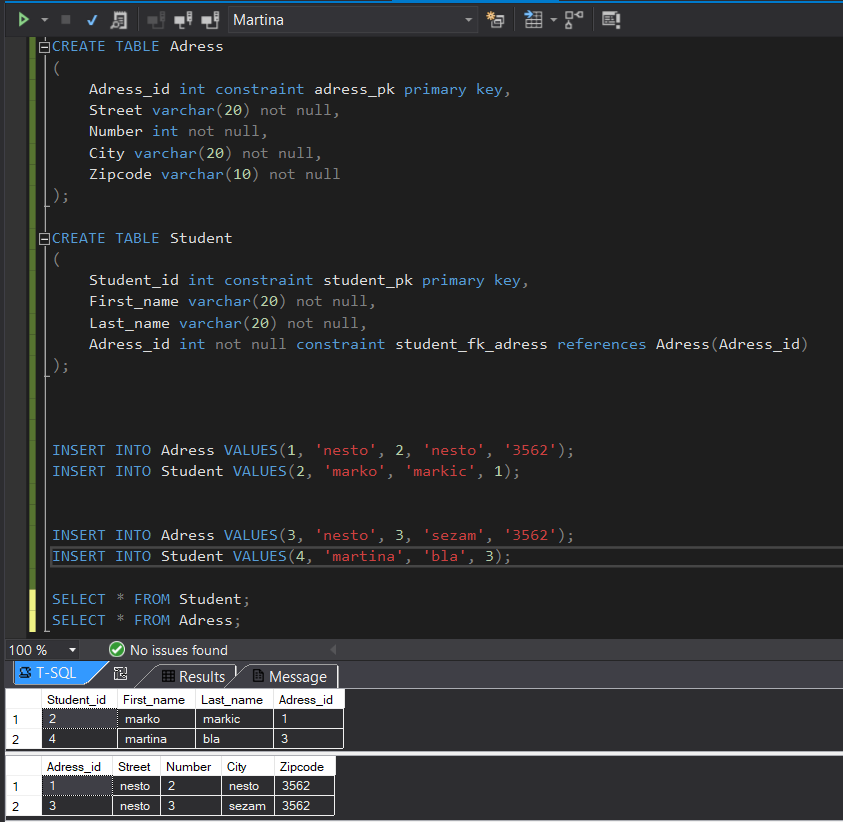 Martina
CREATE TABLE Adress
(
Adress_id int constraint adress_pk primary key,
Street varchar(20) not null,
Number int not null,
City varchar(20) not null,
Zipcode varchar(10) not null
);
CREATE TABLE Student
(
Student_id int constraint student_pk primary key,
First_name varchar(20) not null,
Last_name varchar(20) not null,
Adress_id int not null constraint student_fk_adress references Adress(Adress_id)
);
INSERT INTO Adress VALUES(1, 'nesto', 2, 'nesto', '3562');
INSERT INTO Student VALUES(2, 'marko', 'markic', 1);
INSERT INTO Adress VALUES(3, 'nesto', 3, 'sezam', '3562');
INSERT INTO Student VALUES(4, 'martina', 'bla', 3);
SELECT * FROM Student;
SELECT * FROM Adress;
100 % No issues found
T-SQL Results Message
Student_id First_name Last_name Adress_id
1 2 marko markic 1
2 4 martina bla 3
Adress_id Street Number City Zipcode
1 1 nesto 2 nesto 3562
2 3 nesto 3 sezam 3562